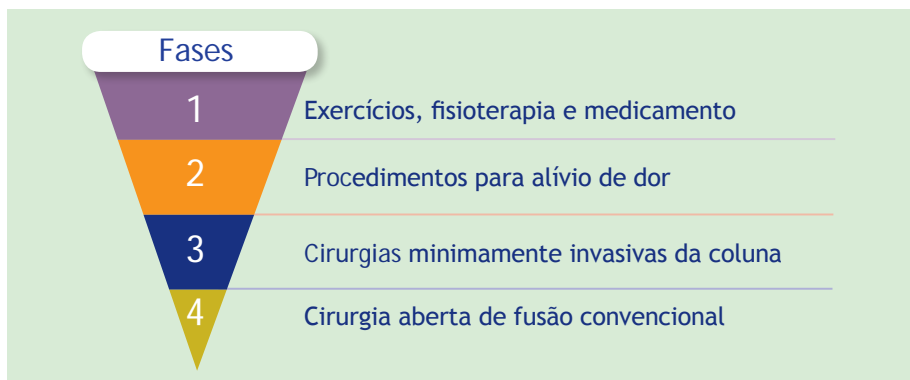 Fases
1
Exercícios, fisioterapia e medicamento
2
Procedimentos para alívio de dor
3
Cirurgias minimamente invasivas da coluna
4
Cirurgia aberta de fusão convencional